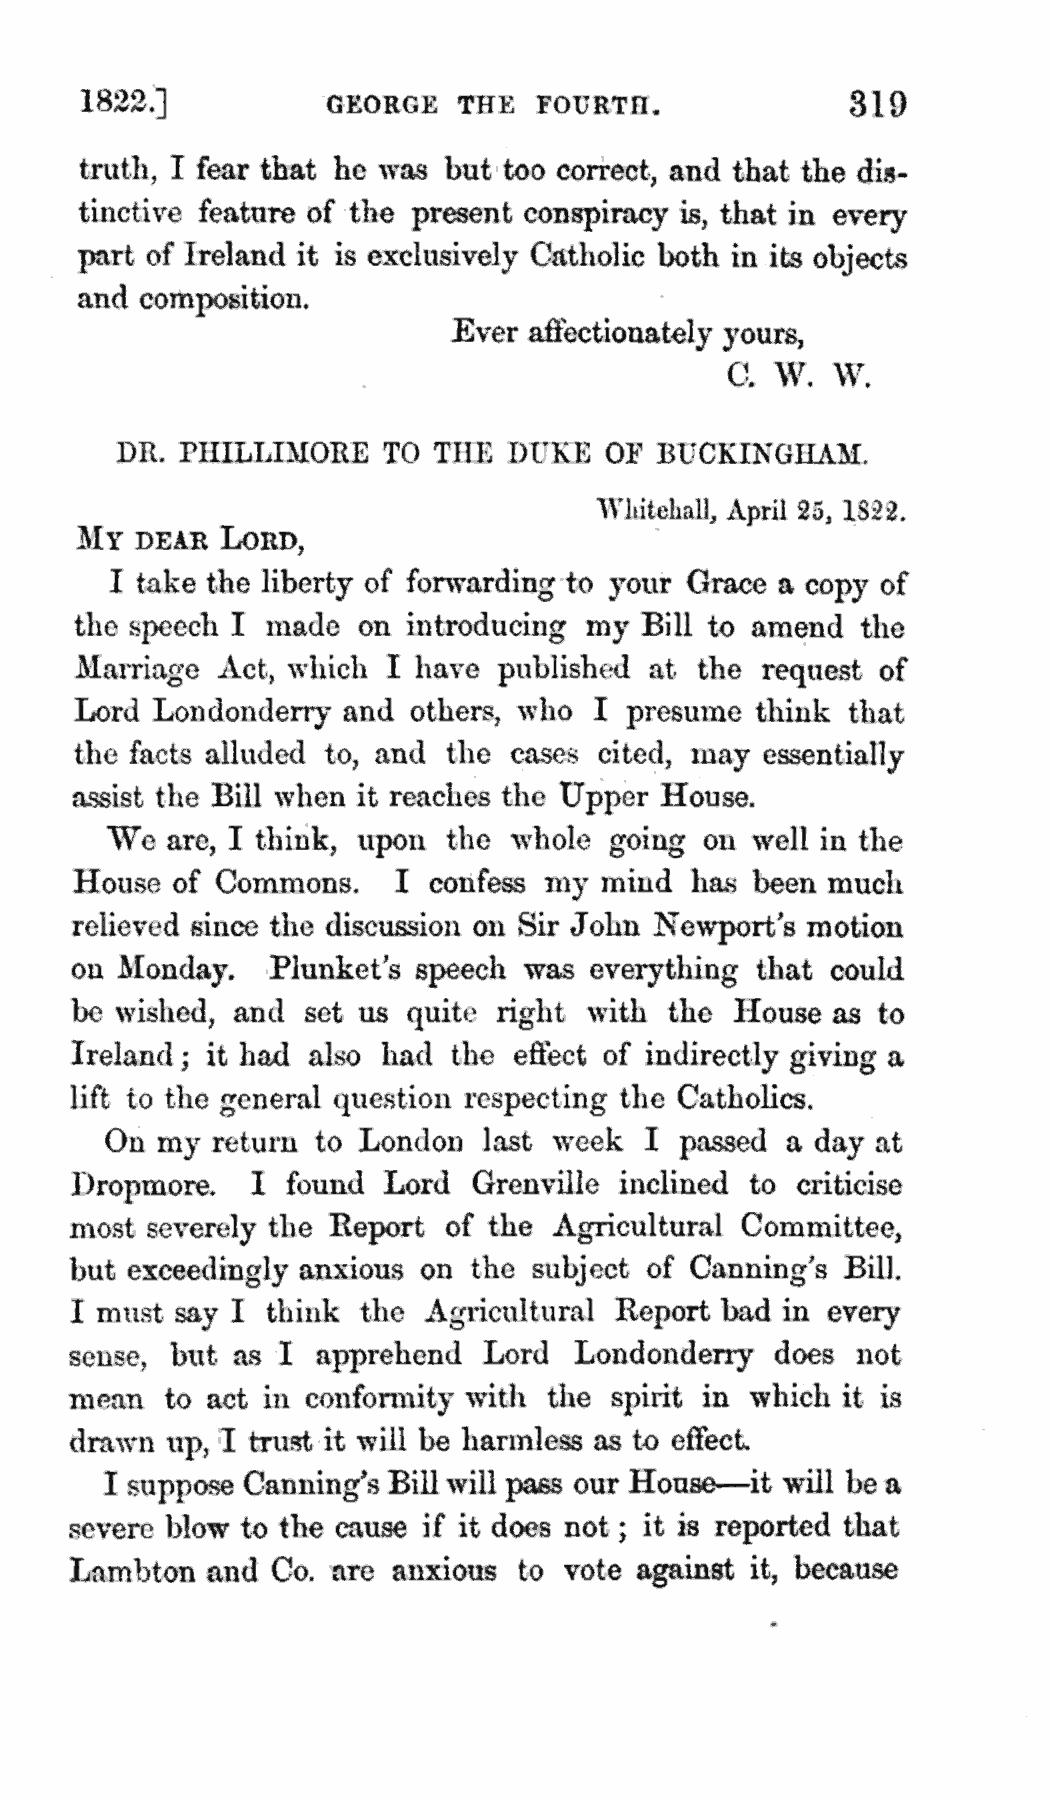 1822.] GEORGE THE FOURTH. 319
truth, I fear that he was but too correct, and that the dis-
tinctive feature of the present conspiracy is, that in every
part of Ireland it is exclusively Catholic both in its objects
and composition.
Ever affectionately yours,
C. W. W.
DR. PHILLIMORE TO THE DUKE OF BUCKINGHAM.
Whitehall, April 25, 1822.
MY DEAR LORD,
I take the liberty of forwarding to your Grace a copy of
the speech I made on introducing my Bill to amend the
Marriage Act, which I have published at the request of
Lord Londonderry and others, who I presume think that
the facts alluded to, and the cases cited, may essentially
assist the Bill when it reaches the Upper House.
We are, I think, upon the whole going on well in the
House of Commons. I confess my mind has been much
relieved since the discussion on Sir John Newport's motion
on Monday. Plunket's speech was everything that could
be wished, and set us quite right with the House as to
Ireland; it had also had the effect of indirectly giving a
lift to the general question respecting the Catholics.
On my return to London last week I passed a day at
Dropmore. I found Lord Grenville inclined to criticise
most severely the Report of the Agricultural Committee,
but exceedingly anxious on the subject of Canning's Bill.
I must say I think the Agricultural Report bad in every
sense, but as I apprehend Lord Londonderry does not
mean to act in conformity with the spirit in which it is
drawn up, I trust it will be harmless as to effect.
I suppose Canning's Bill will pass our House—it will be a
severe blow to the cause if it does not; it is reported that
Lambton and Co. are anxious to vote against it, because